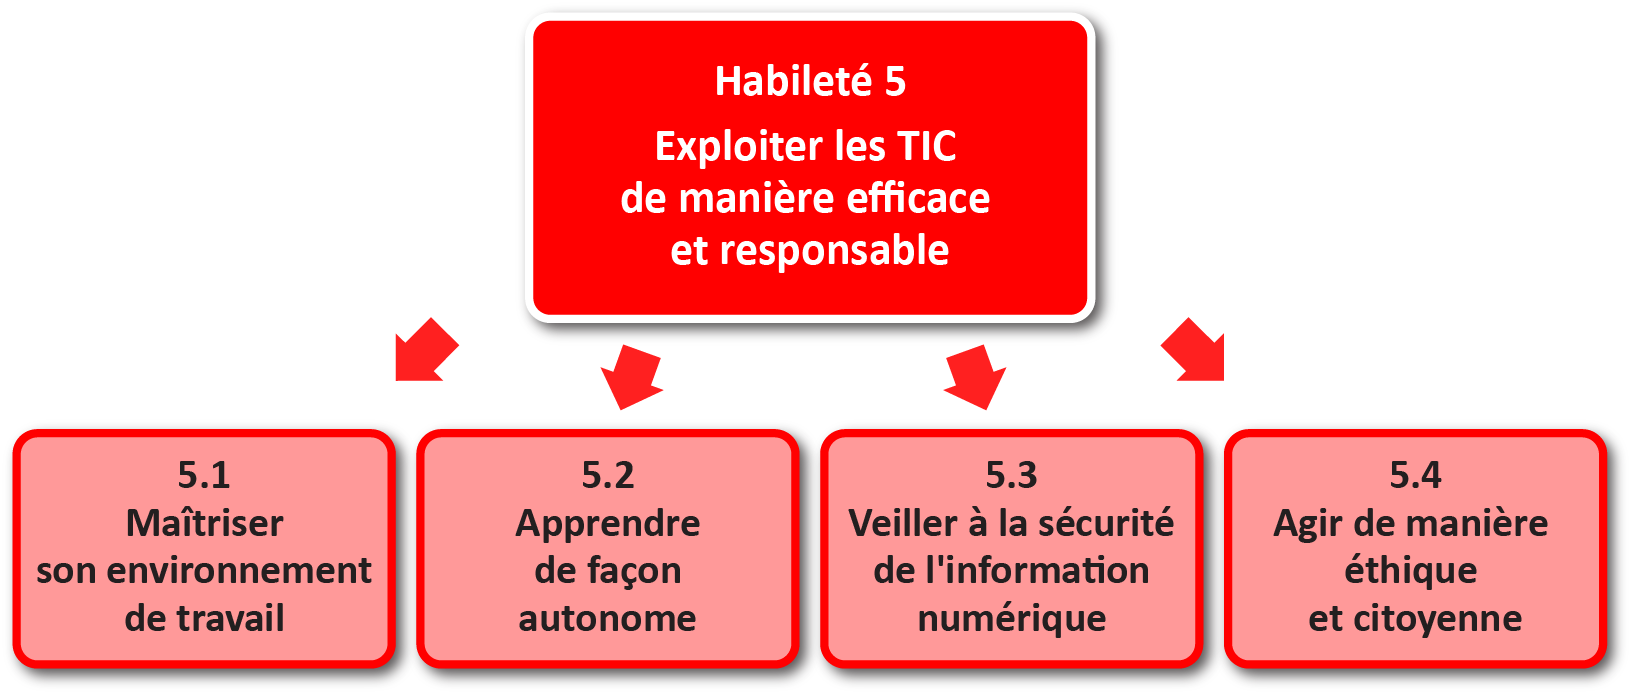 Habileté 5
Exploiter les TIC
de manière efficace
et responsable
5.1
Maîtriser
son environnement
de travail
5.2
Apprendre
de façon
autonome
5.3
Veiller à la sécurité
de l'information
numérique
5.4
Agir de manière
éthique
et citoyenne